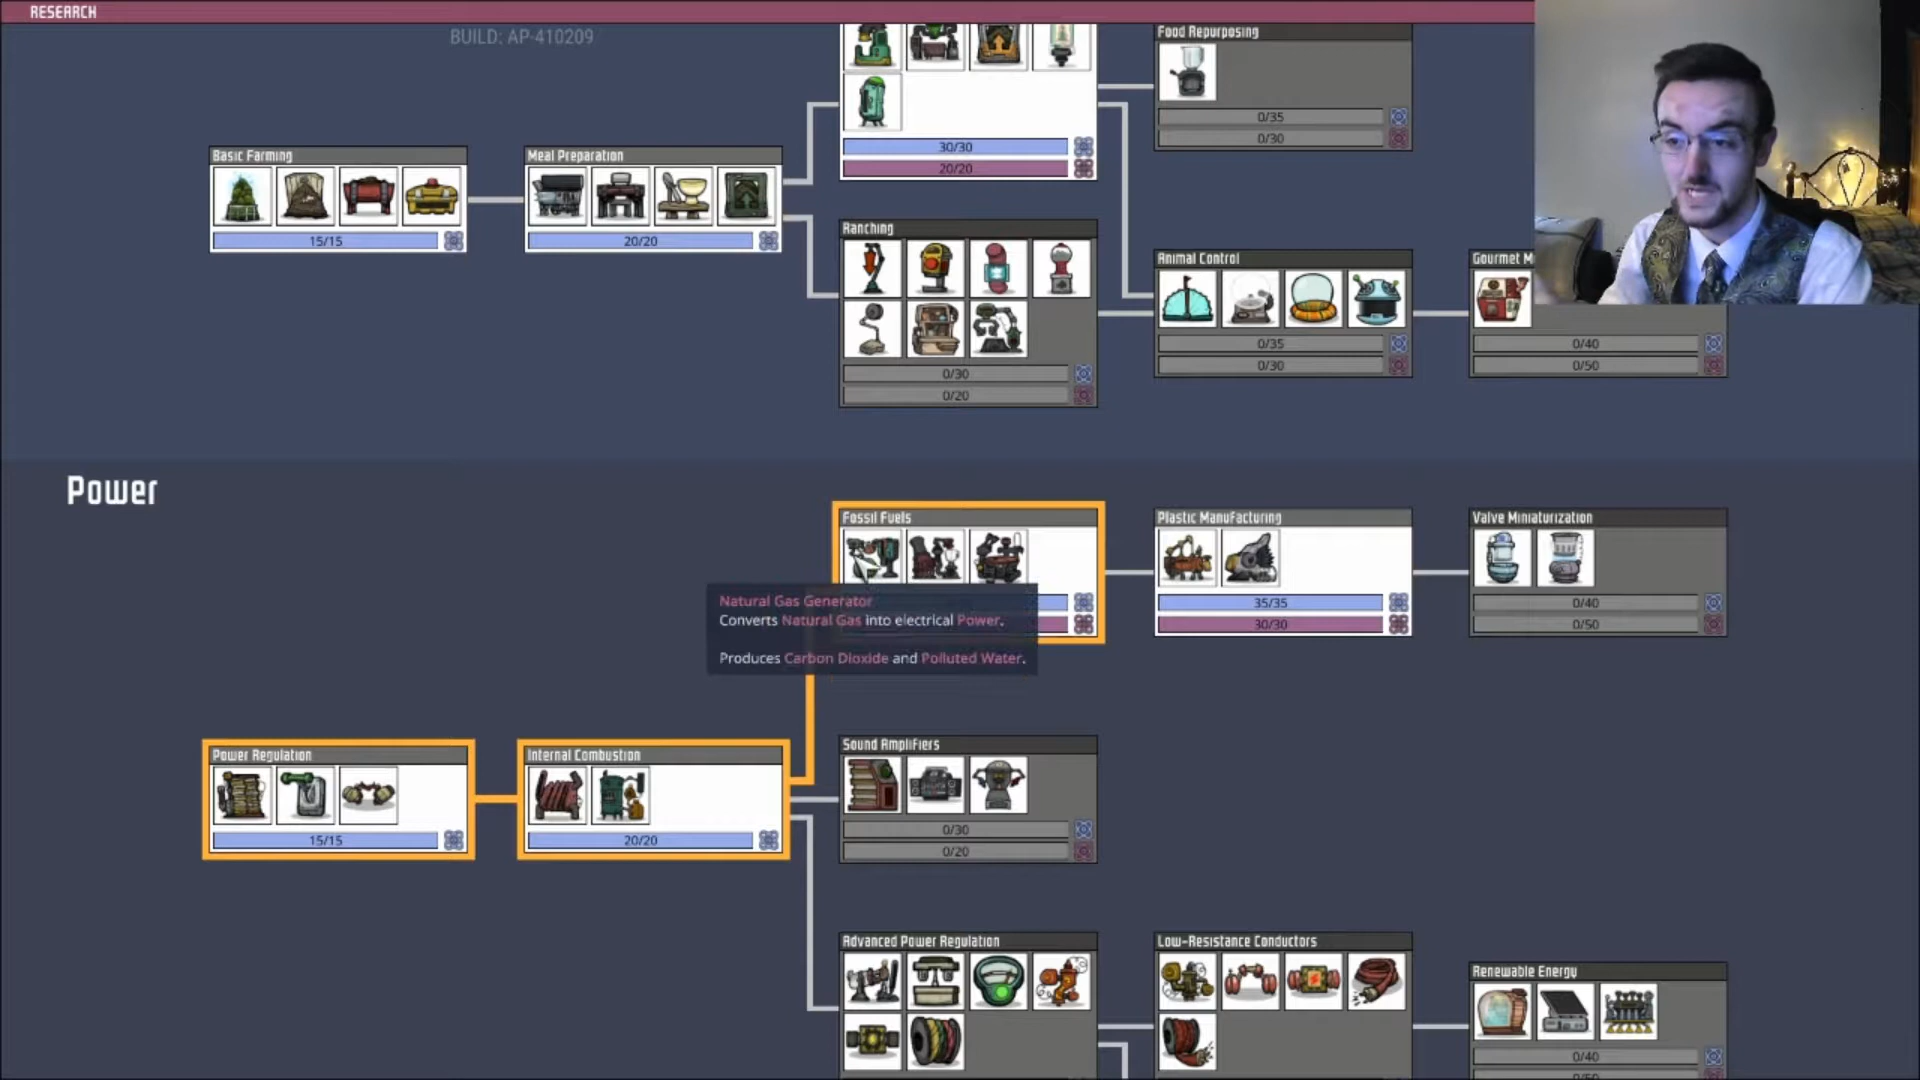 RESEARCH
BUILD: AP-410209
Food Repurposing
0/35
0/30
Basic Farming
15/15
Meal Preparation
20/20
30/30
20/20
Ranching
0/30
0/20
Animal Control
0/35
0/30
Gourmet M
0/40
0/50
Power
Fossil Fuels
Natural Gas Generator
Converts Natural Gas into electrical Power.
Produces Carbon Dioxide and Polluted Water.
Plastic Manufacturing
35/35
30/30
Valve Miniaturization
0/40
0/50
Power Regulation
15/15
Internal Combustion
20/20
Sound Amplifiers
0/30
0/20
Advanced Power Regulation
Low-Resistance Conductors
Renewable Energy
0/40
0/50